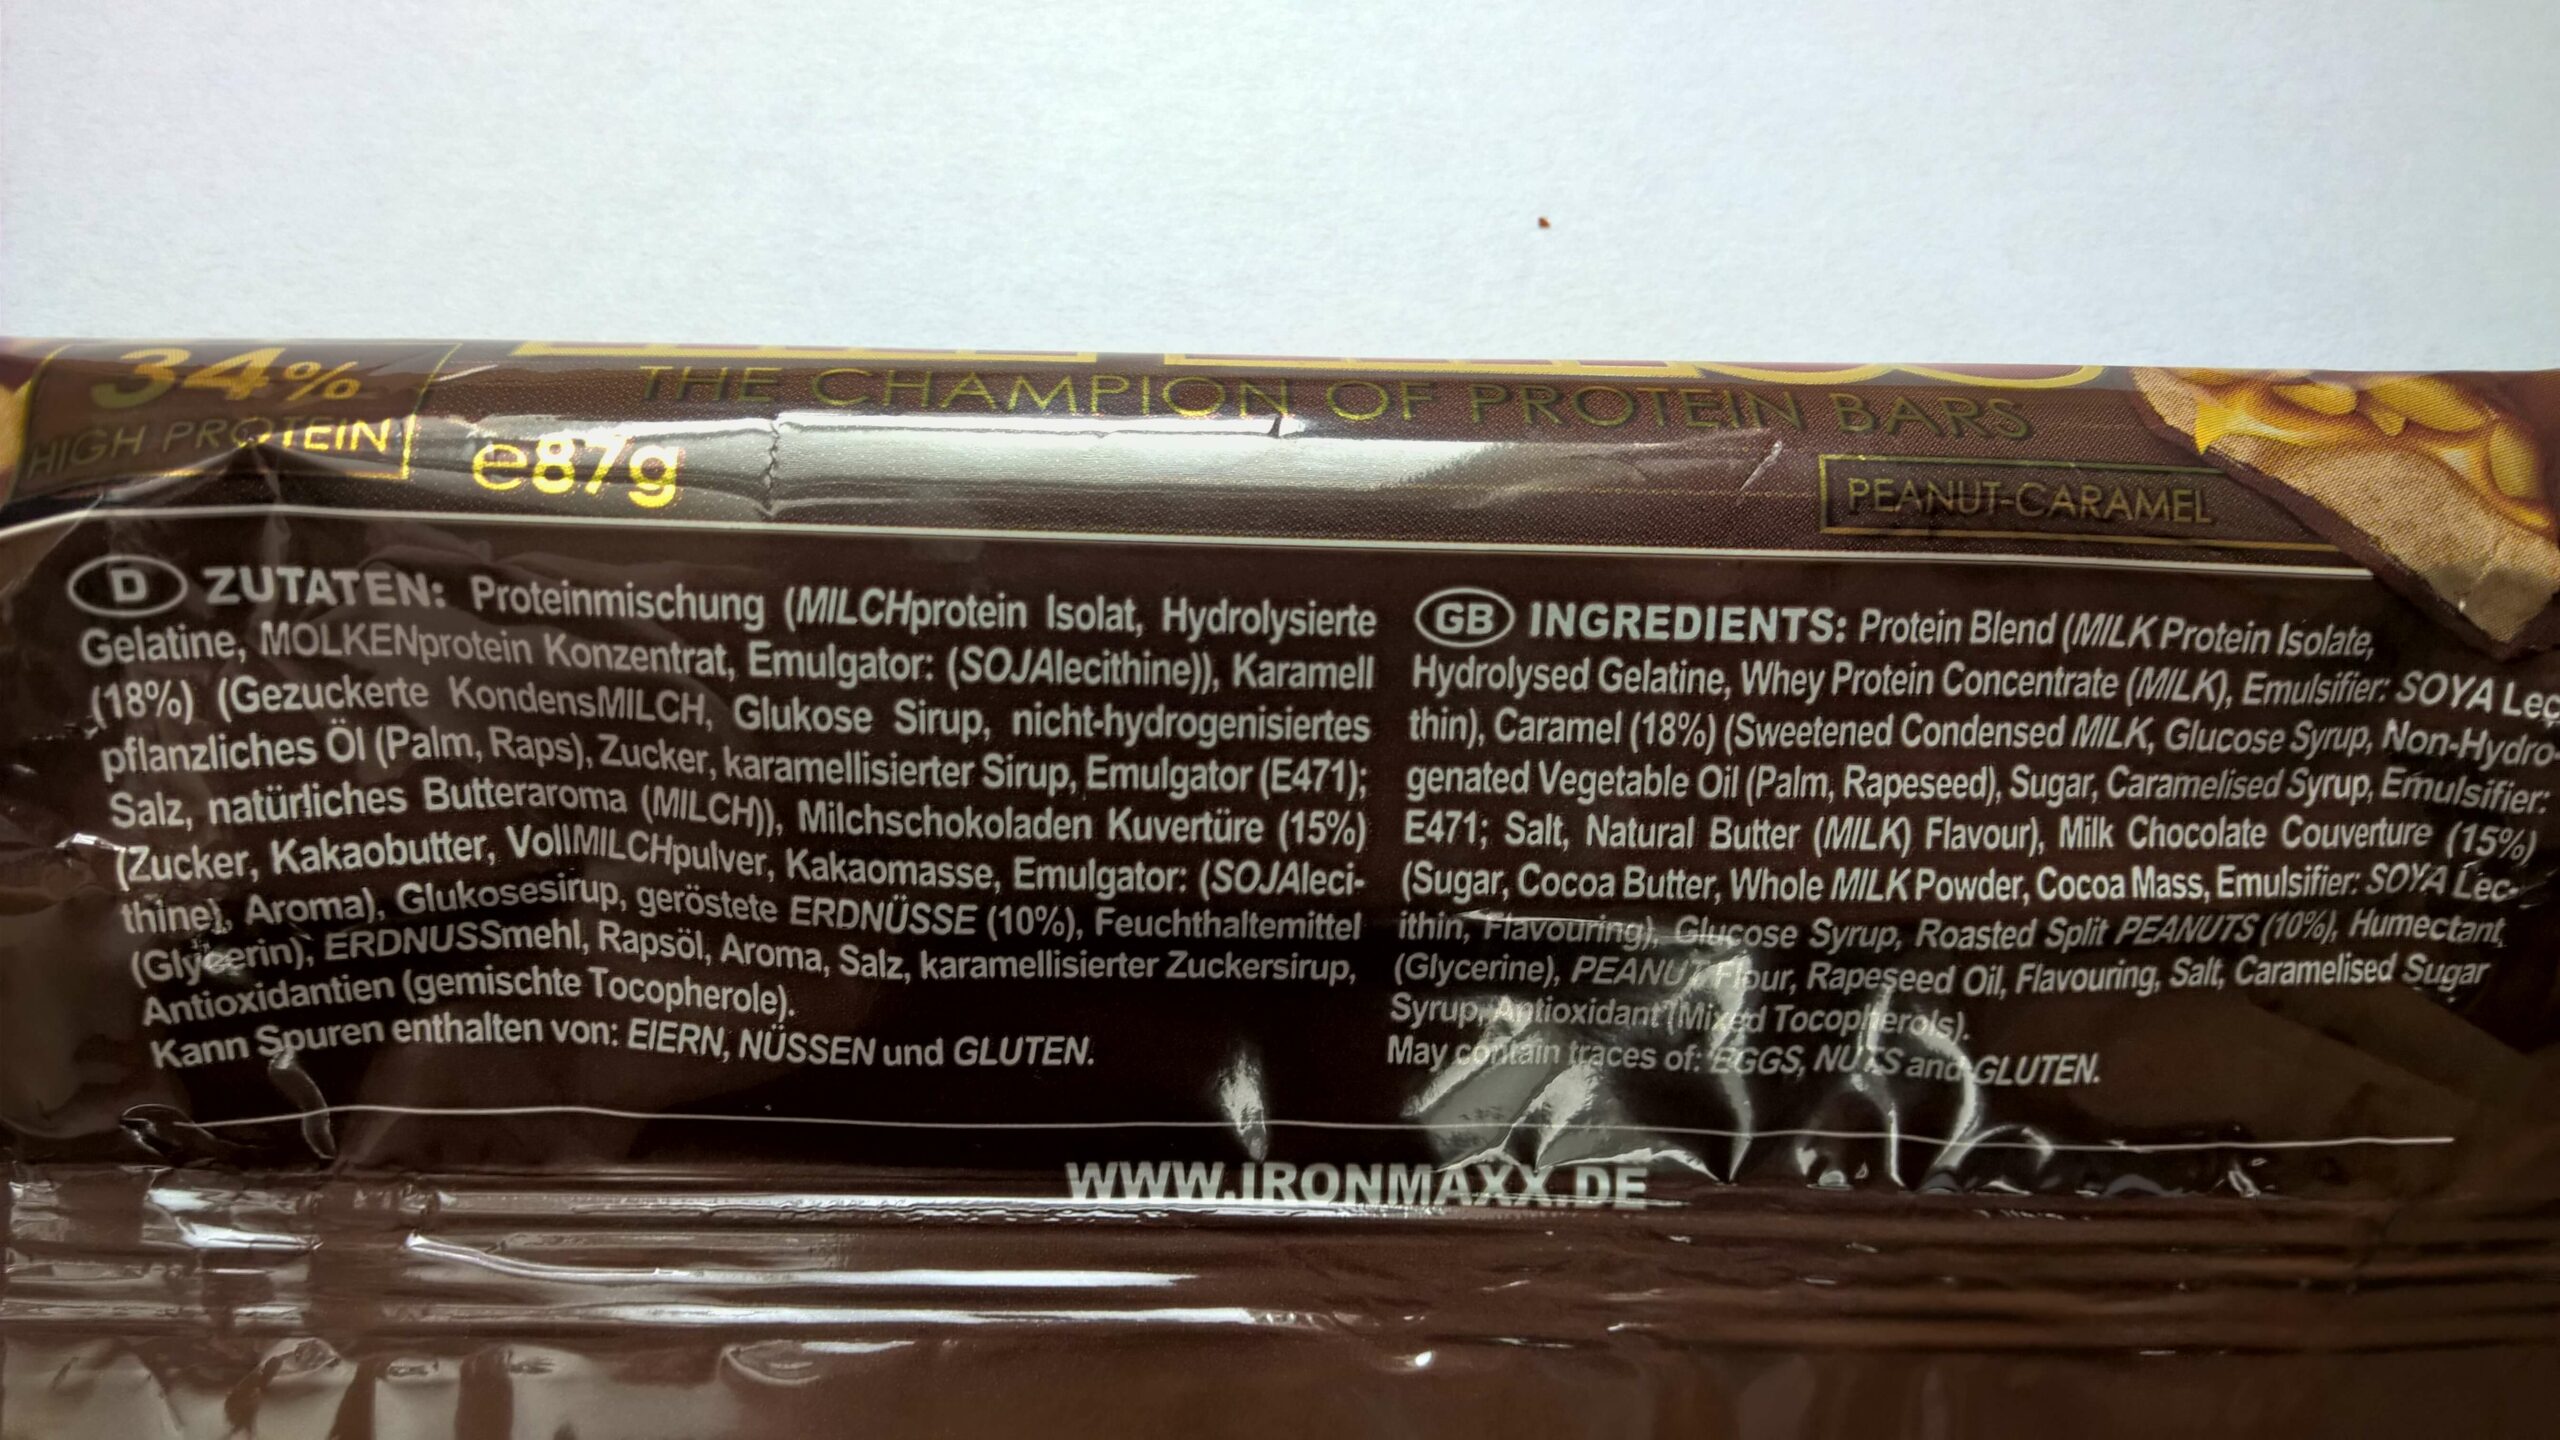 34%
HIGH PROTEIN
e87g
THE CHAMPION OF PROTEIN BARS
PEANUT-CARAMEL
D ZUTATEN: Proteinmischung (MILCHprotein Isolat, Hydrolysierte
Gelatine, MOLKENprotein Konzentrat, Emulgator: (SOJAlecithine)), Karamell
(18%) (Gezuckerte KondensMILCH, Glukose Sirup, nicht-hydrogenisiertes
pflanzliches Öl (Palm, Raps), Zucker, karamellisierter Sirup, Emulgator (E471);
Salz, natürliches Butteraroma (MILCH)), Milchschokoladen Kuvertüre (15%)
(Zucker, Kakaobutter, VollMILCHpulver, Kakaomasse, Emulgator: (SOJAleci-
thine), Aroma), Glukosesirup, geröstete ERDNÜSSE (10%), Feuchthaltemittel
(Glycerin), ERDNUSSmehl, Rapsöl, Aroma, Salz, karamellisierter Zuckersirup,
Antioxidantien (gemischte Tocopherole).
Kann Spuren enthalten von: EIERN, NÜSSEN und GLUTEN.
GB INGREDIENTS: Protein Blend (MILK Protein Isolate,
Hydrolysed Gelatine, Whey Protein Concentrate (MILK), Emulsifier: SOYA Lec
thin), Caramel (18%) (Sweetened Condensed MILK, Glucose Syrup, Non-Hydro-
genated Vegetable Oil (Palm, Rapeseed), Sugar, Caramelised Syrup, Emulsifier:
E471; Salt, Natural Butter (MILK) Flavour), Milk Chocolate Couverture (15%)
(Sugar, Cocoa Butter, Whole MILK Powder, Cocoa Mass, Emulsifier: SOYA Lec-
ithin, Flavouring), Glucose Syrup, Roasted Split PEANUTS (10%), Humectant
(Glycerine), PEANUT Flour, Rapeseed Oil, Flavouring, Salt, Caramelised Sugar
Syrup, Antioxidant (Mixed Tocopherols).
May contain traces of: EGGS, NUTS and GLUTEN.
WWW.IRONMAXX.DE